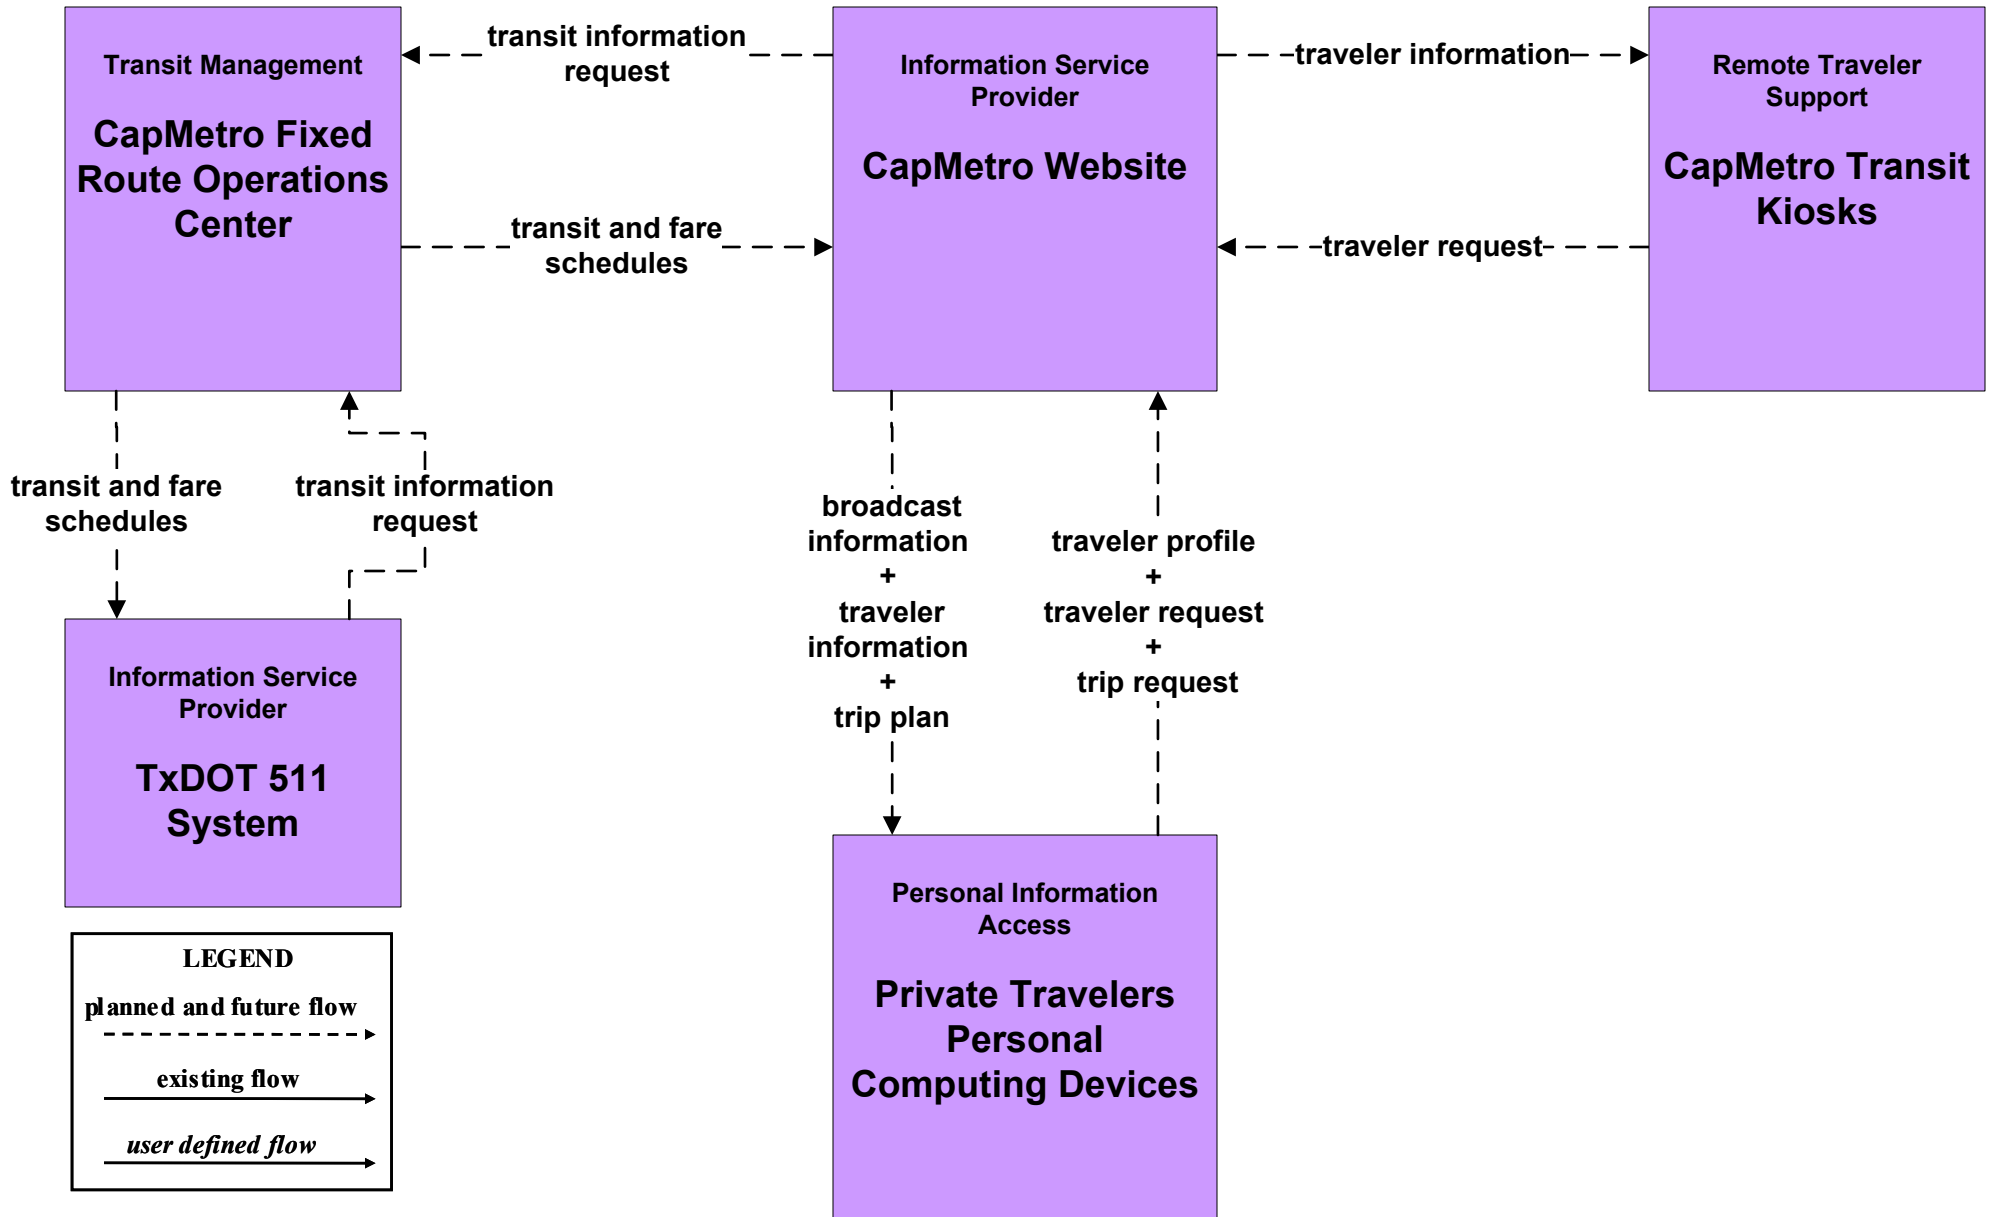 Transit Management
CapMetro Fixed
Route Operations
Center
transit information
request
Information Service
Provider
CapMetro Website
traveler information
Remote Traveler
Support
CapMetro Transit
Kiosks
transit and fare
schedules
traveler request
transit and fare
schedules
transit information
request
broadcast
information
+
traveler
information
+
trip plan
traveler profile
+
traveler request
+
trip request
Information Service
Provider
TxDOT 511
System
Personal Information
Access
Private Travelers
Personal
Computing Devices
LEGEND
planned and future flow
existing flow
user defined flow